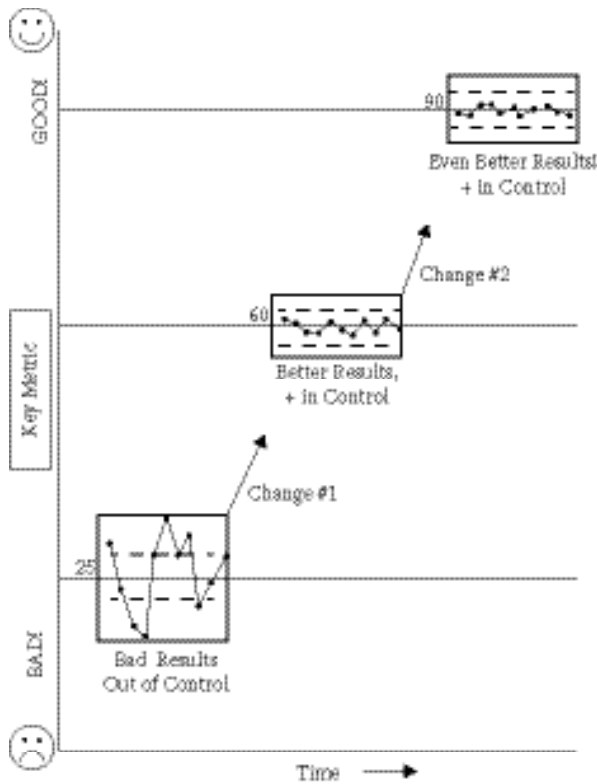 GOOD!
90
Even Better Results!
+ in Control
Change #2
60
Better Results,
+ in Control
Key Metric
Change #1
25
Bad Results
Out of Control
BAD!
Time